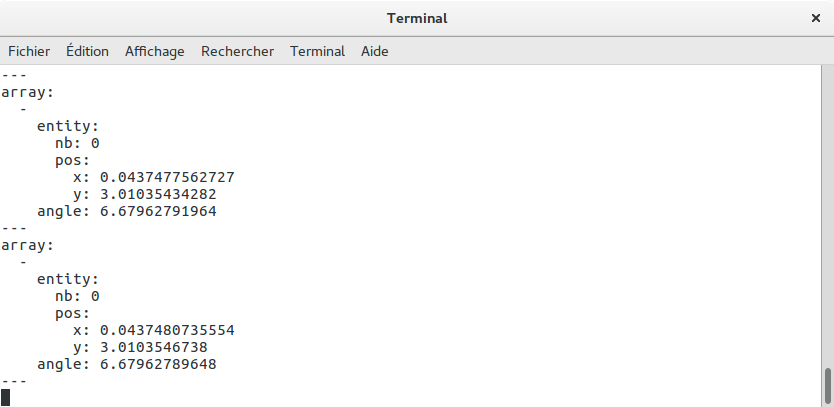 Terminal
Fichier Édition Affichage Rechercher Terminal Aide
---
array:
  -
    entity:
      nb: 0
      pos:
        x: 0.0437477562727
        y: 3.01035434282
    angle: 6.67962791964
---
array:
  -
    entity:
      nb: 0
      pos:
        x: 0.0437480735554
        y: 3.0103546738
    angle: 6.67962789648
---